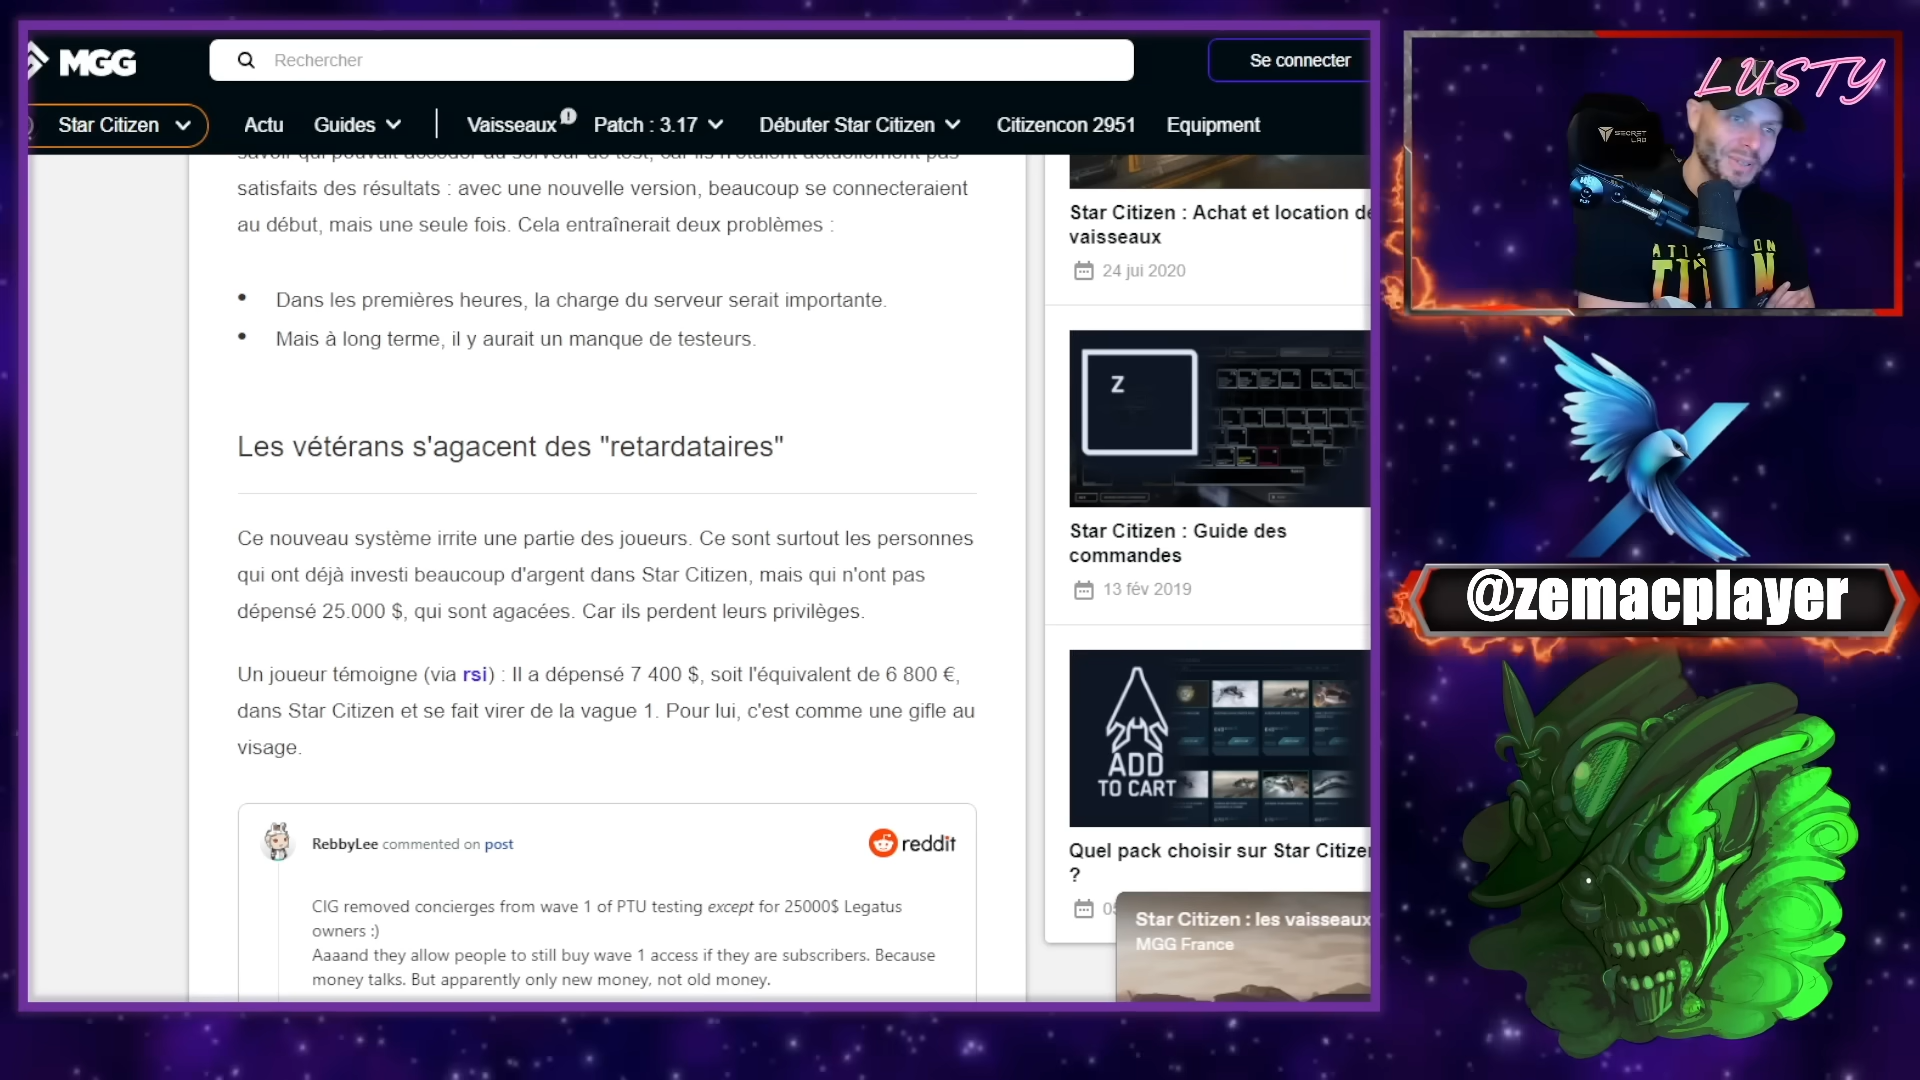 MGG
Rechercher
Se connecter
Star Citizen
Actu
Guides
Vaisseaux
Patch : 3.17
Débuter Star Citizen
Citizencon 2951
Equipment
satisfaits des résultats : avec une nouvelle version, beaucoup se connecteraient
au début, mais une seule fois. Cela entraînerait deux problèmes :
• Dans les premières heures, la charge du serveur serait importante.
• Mais à long terme, il y aurait un manque de testeurs.
Les vétérans s'agacent des "retardataires"
Ce nouveau système irrite une partie des joueurs. Ce sont surtout les personnes
qui ont déjà investi beaucoup d'argent dans Star Citizen, mais qui n'ont pas
dépensé 25.000 $, qui sont agacées. Car ils perdent leurs privilèges.
Un joueur témoigne (via rsi) : Il a dépensé 7 400 $, soit l'équivalent de 6 800 €,
dans Star Citizen et se fait virer de la vague 1. Pour lui, c'est comme une gifle au
visage.
RebbyLee commented on post
reddit
CIG removed concierges from wave 1 of PTU testing except for 25000$ Legatus
owners :)
Aaaand they allow people to still buy wave 1 access if they are subscribers. Because
money talks. But apparently only new money, not old money.
Star Citizen : Achat et location de
vaisseaux
24 jui 2020
Z
Star Citizen : Guide des
commandes
13 fév 2019
ADD
TO CART
Quel pack choisir sur Star Citizen
?
Star Citizen : les vaisseaux
MGG France
LUSTY
SECRET
LAB
@zemacplayer